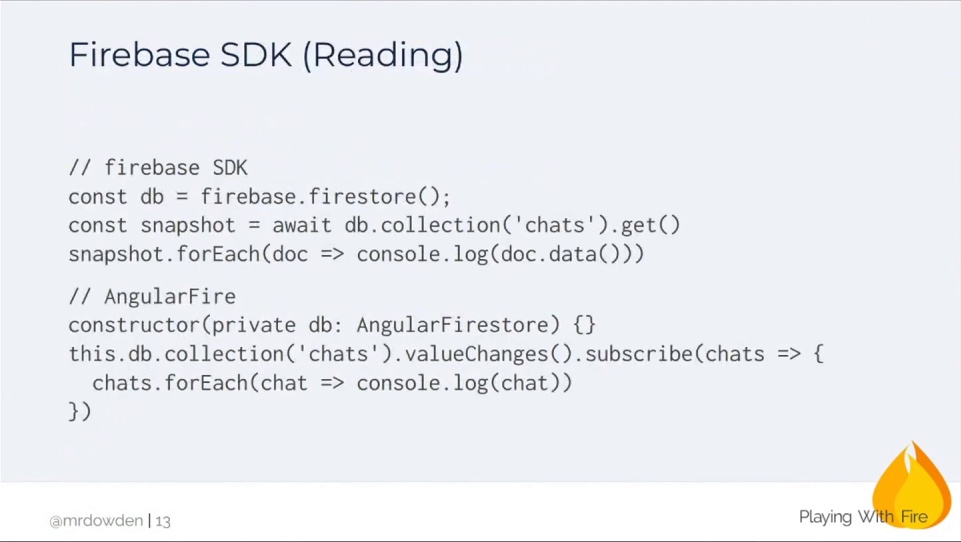 Firebase SDK (Reading)
// firebase SDK
const db = firebase.firestore();
const snapshot = await db.collection('chats').get()
snapshot.forEach(doc => console.log(doc.data()))
// AngularFire
constructor(private db: AngularFirestore) {}
this.db.collection('chats').valueChanges().subscribe(chats => {
  chats.forEach(chat => console.log(chat))
})
@mrdowden | 13
Playing With Fire